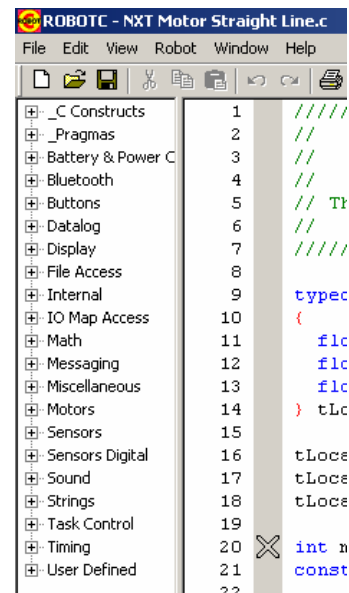 ROBOTC - NXT Motor Straight Line.c
File Edit View Robot Window Help
_C Constructs
_Pragmas
Battery & Power C
Bluetooth
Buttons
Datalog
Display
File Access
Internal
IO Map Access
Math
Messaging
Miscellaneous
Motors
Sensors
Sensors Digital
Sound
Strings
Task Control
Timing
User Defined
1 /////
2 //
3 //
4 //
5 // Th
6 //
7 /////
8
9 typed
10 {
11 flo
12 flo
13 flo
14 } tLo
15
16 tLoca
17 tLoca
18 tLoca
19
20 int n
21 const
22